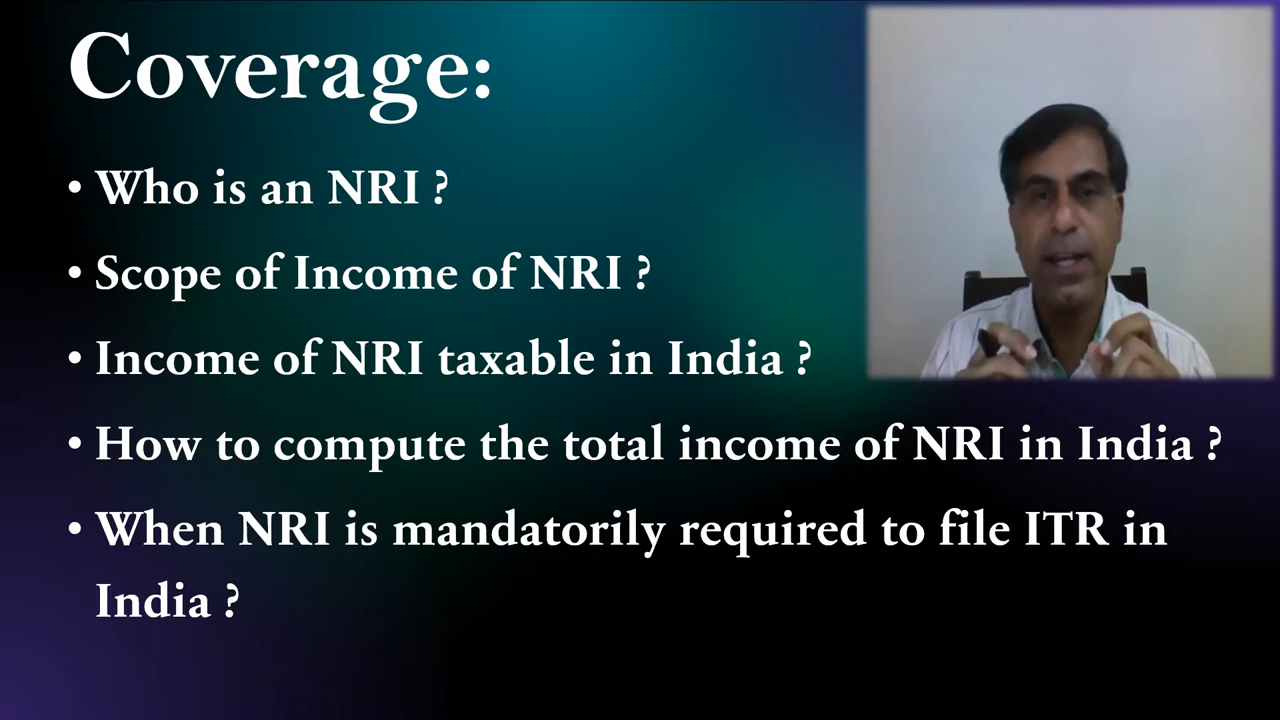 Coverage:
• Who is an NRI ?
• Scope of Income of NRI ?
• Income of NRI taxable in India ?
• How to compute the total income of NRI in India ?
• When NRI is mandatorily required to file ITR in
India ?